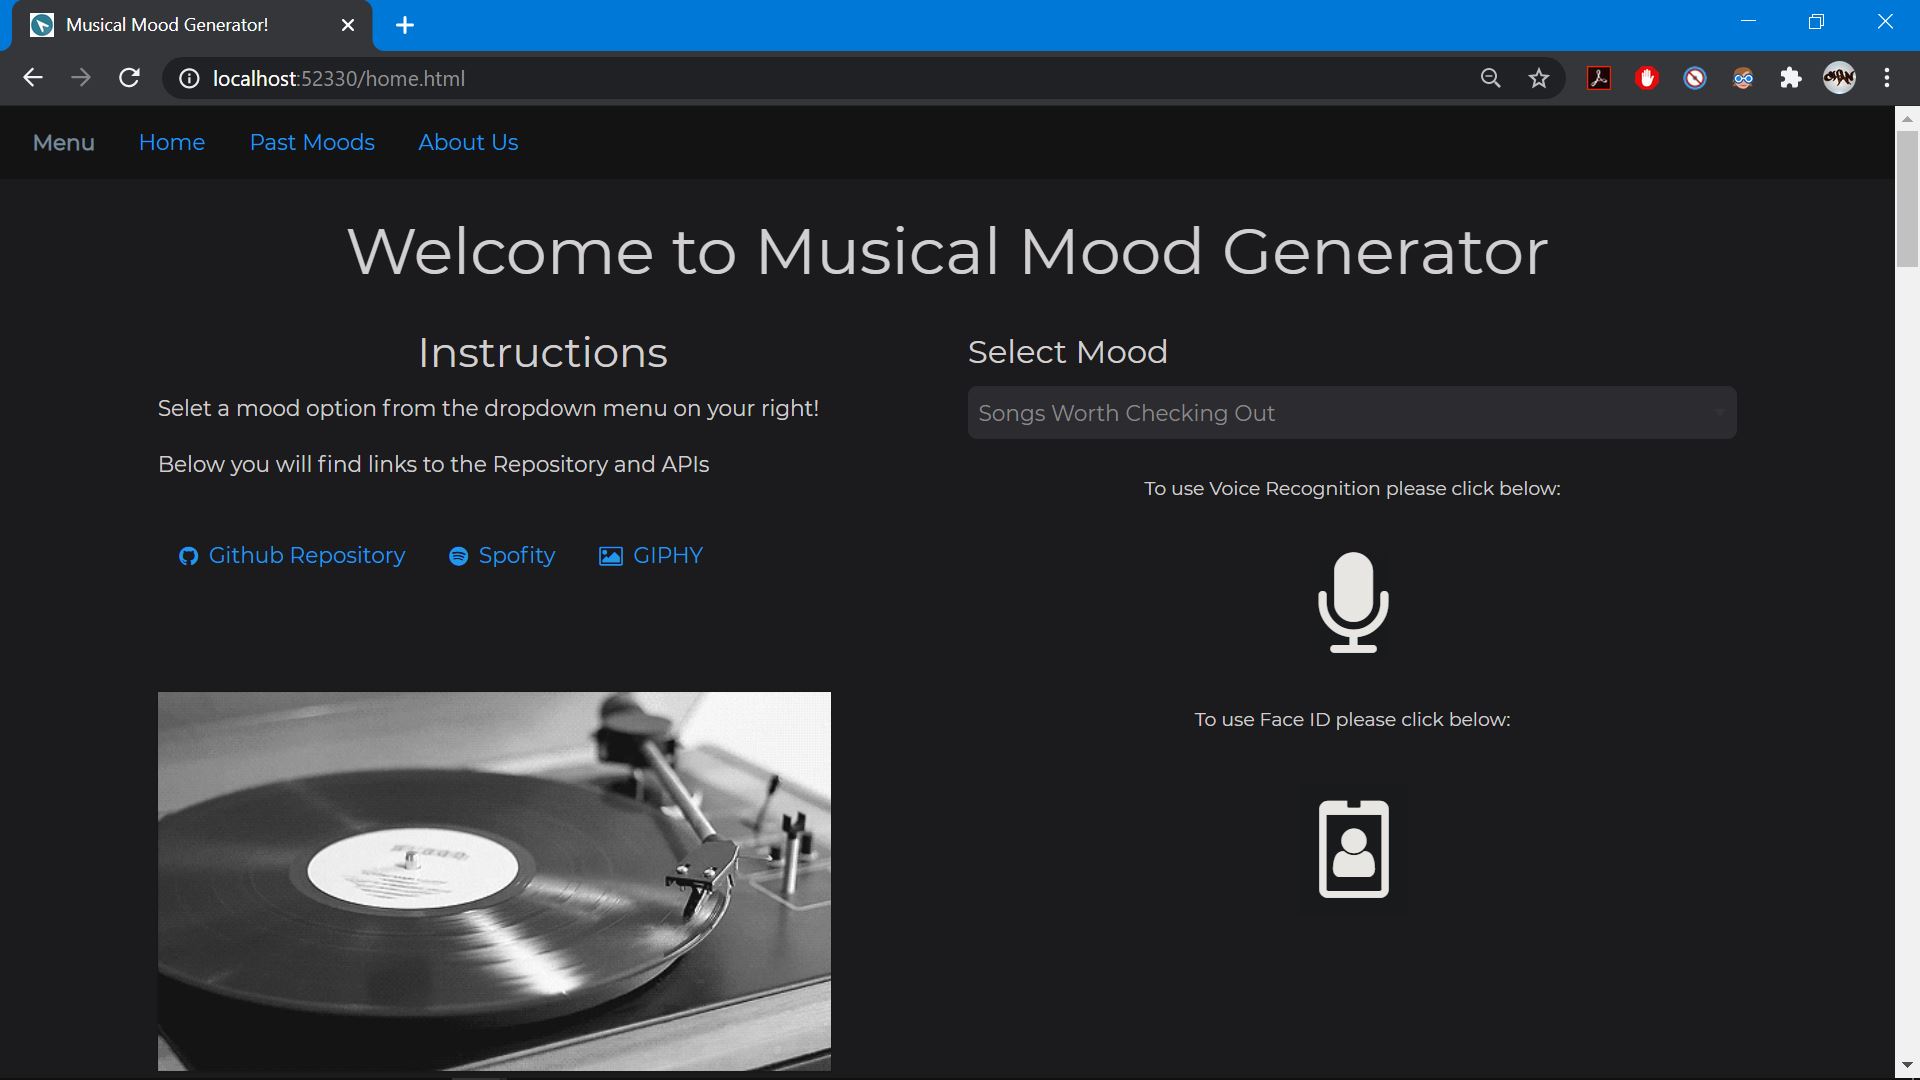 Musical Mood Generator!
localhost:52330/home.html
Menu Home Past Moods About Us
Welcome to Musical Mood Generator
Instructions
Selet a mood option from the dropdown menu on your right!
Below you will find links to the Repository and APIs
Github Repository Spofity GIPHY
Select Mood
Songs Worth Checking Out
To use Voice Recognition please click below:
To use Face ID please click below: